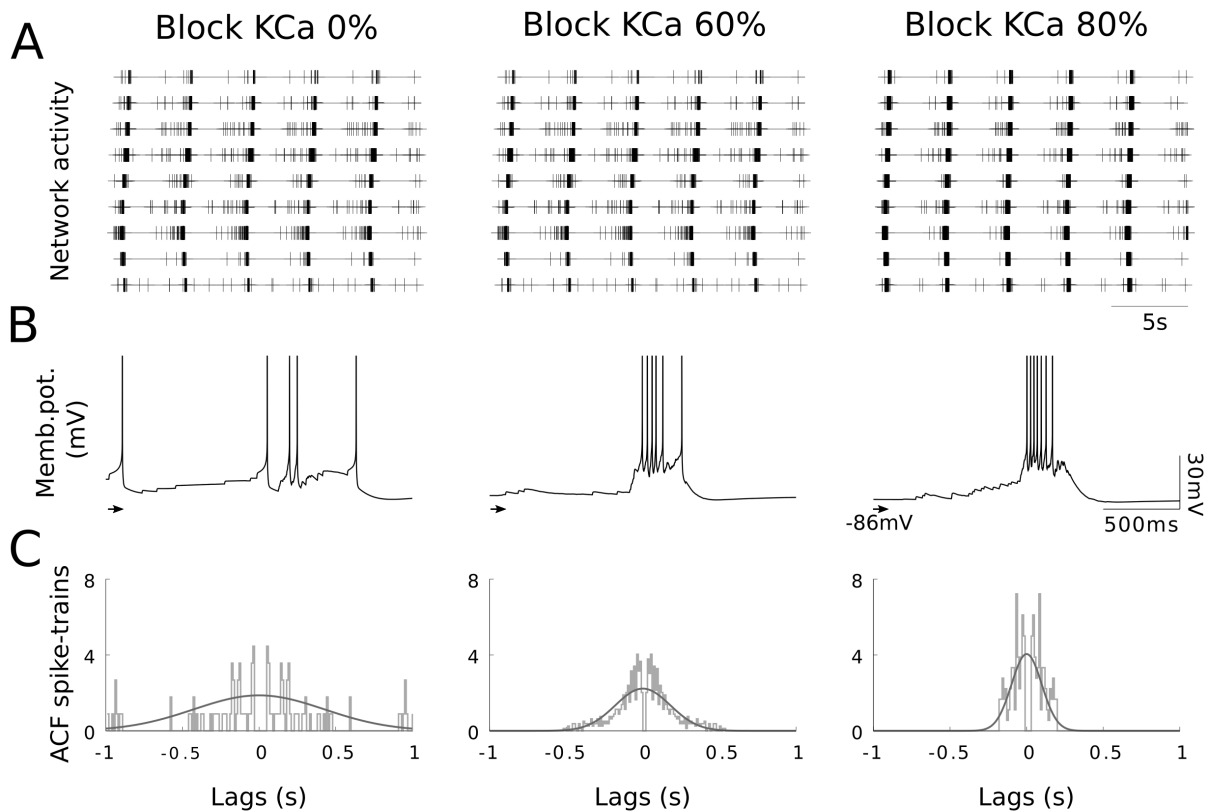 Block KCa 0%
Block KCa 60%
Block KCa 80%
A
Network activity
5s
B
Memb.pot.
(mV)
30mV
-86mV
500ms
C
ACF spike-trains
8
4
0
-1
-0.5
0
0.5
1
Lags (s)
8
4
0
-1
-0.5
0
0.5
1
Lags (s)
8
4
0
-1
-0.5
0
0.5
1
Lags (s)